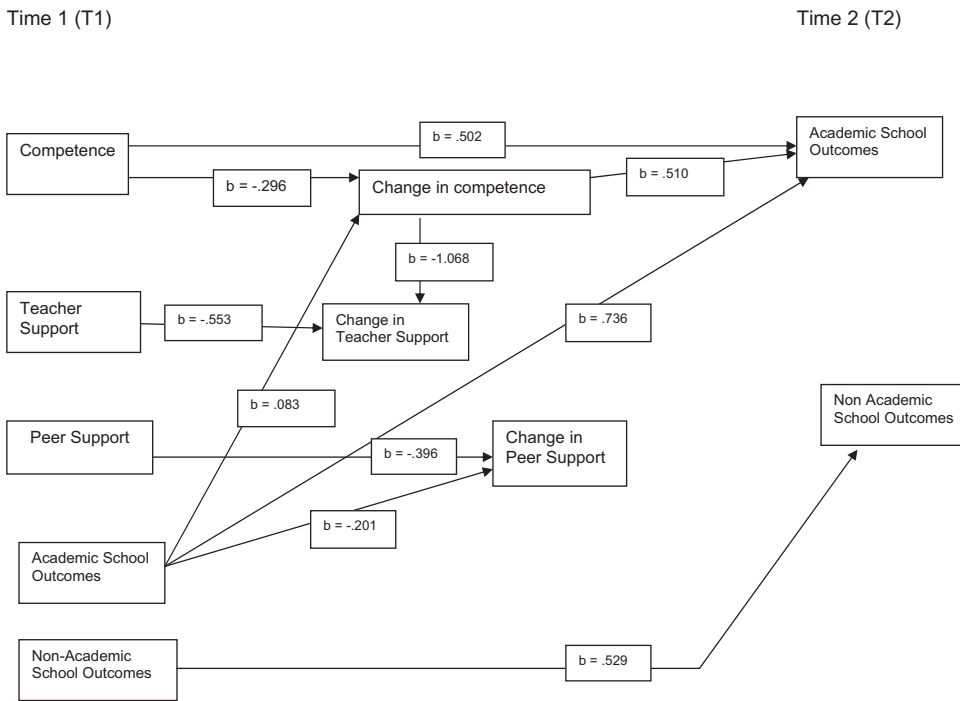 Time 1 (T1)
Time 2 (T2)
b = .502
Academic School
Outcomes
Competence
b = -.296
Change in competence
b = .510
b = -1.068
Teacher
Support
b = -.553
Change in
Teacher Support
b = .736
b = .083
Non Academic
School Outcomes
Peer Support
b = -.396
Change in
Peer Support
b = -.201
Academic School
Outcomes
Non-Academic
School Outcomes
b = .529